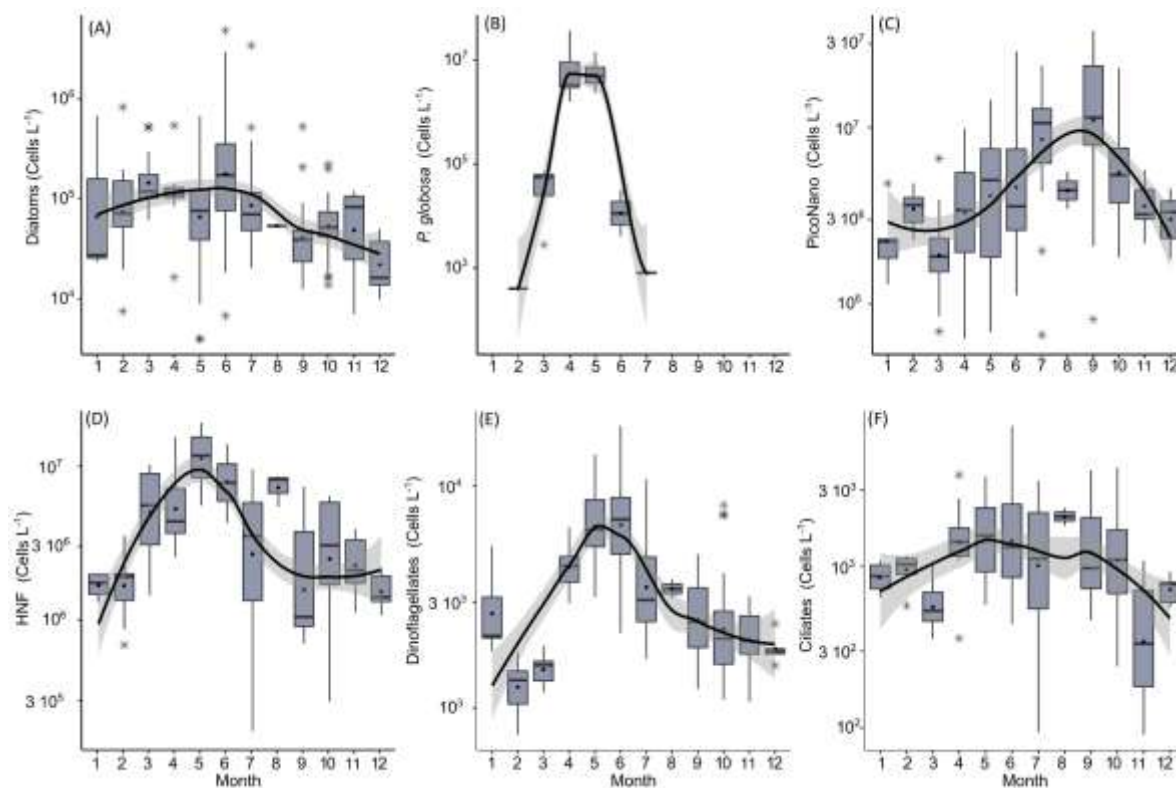 (A)
Diatoms (Cells L⁻¹)
10⁶
10⁵
10⁴
1 2 3 4 5 6 7 8 9 10 11 12
(B)
P. globosa (Cells L⁻¹)
10⁷
10⁵
10³
1 2 3 4 5 6 7 8 9 10 11 12
(C)
PicoNano (Cells L⁻¹)
3 10⁷
10⁷
3 10⁶
10⁶
1 2 3 4 5 6 7 8 9 10 11 12
(D)
HNF (Cells L⁻¹)
10⁷
3 10⁶
10⁶
3 10⁵
1 2 3 4 5 6 7 8 9 10 11 12
Month
(E)
Dinoflagellates (Cells L⁻¹)
10⁴
3 10³
10³
1 2 3 4 5 6 7 8 9 10 11 12
Month
(F)
Ciliates (Cells L⁻¹)
3 10³
10³
3 10²
10²
1 2 3 4 5 6 7 8 9 10 11 12
Month